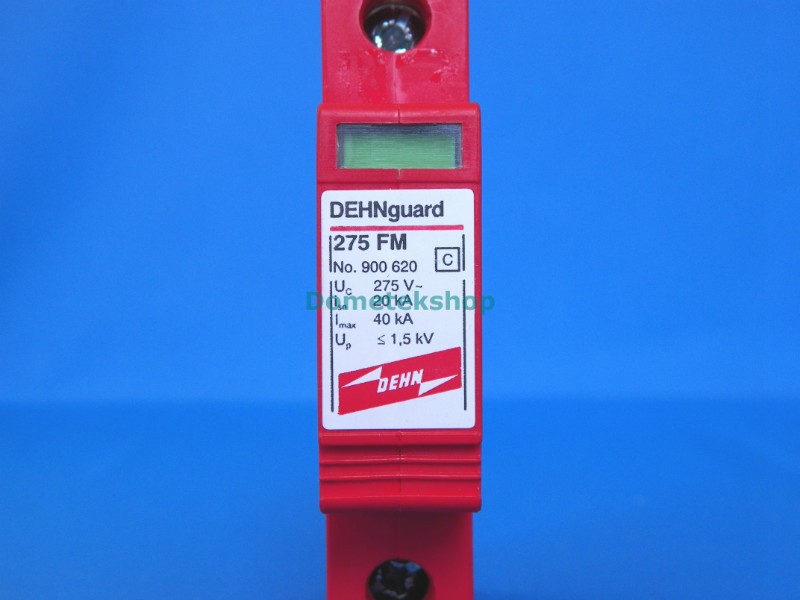 DEHNguard
275 FM
No. 900 620
C
Uc 275 V~
Isn 20 kA
Imax 40 kA
Up ≤ 1,5 kV
DEHN
Dometekshop